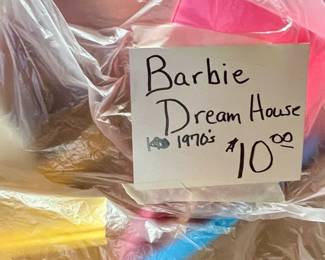 Barbie
Dream House
1970's $10.00